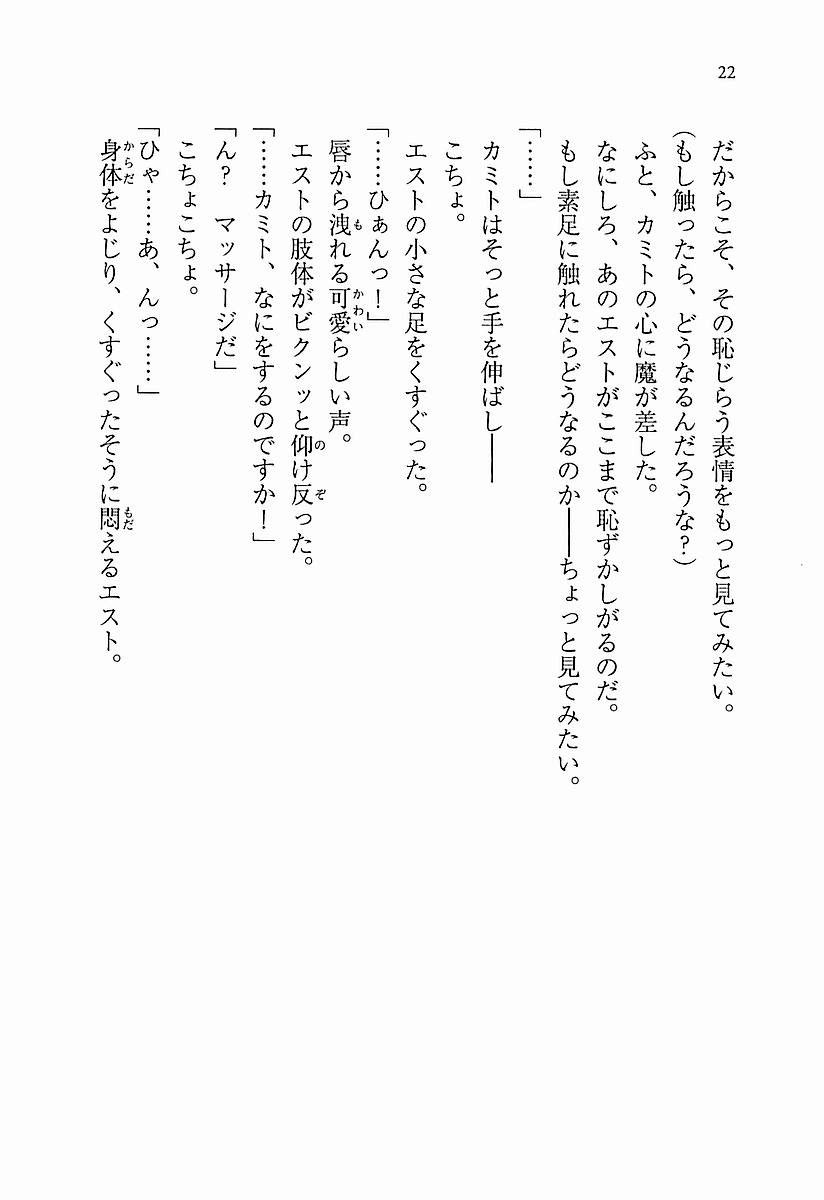 22
だからこそ、その恥じらう表情をもっと見てみたい。
(もし触ったら、どうなるんだろうな?)
ふと、カミトの心に魔が差した。
なにしろ、あのエストがここまで恥ずかしがるのだ。
もし素足に触れたらどうなるのか――ちょっと見てみたい。
「……」
カミトはそっと手を伸ばし――
こちょ。
エストの小さな足をくすぐった。
「……ひぁんっ!」
唇から洩れる可愛らしい声。
エストの肢体がビクンッと仰け反った。
「……カミト、なにをするのですか!」
「ん? マッサージだ」
こちょこちょ。
「ひゃ……あ、んっ……」
身体をよじり、くすぐったそうに悶えるエスト。